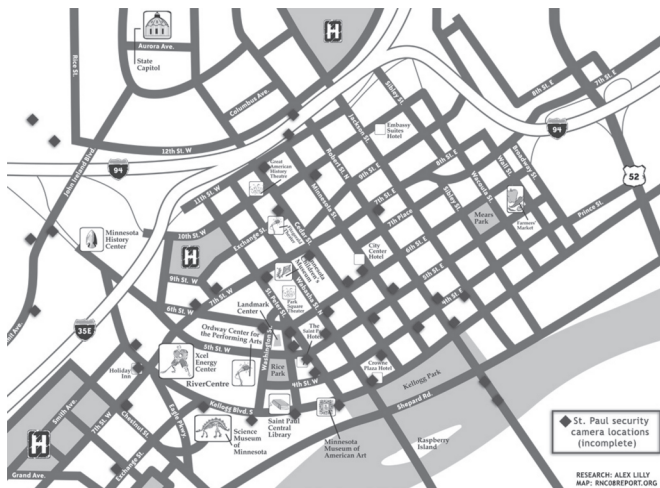 Rice St.
Aurora Ave.
State
Capitol
H
Columbus Ave.
12th St. W
94
John Ireland Blvd.
Minnesota
History
Center
11th St. W
10th St. W
Great
American
History
Theatre
Exchange St.
H
9th St. W
7th St. W
6th St. W
35E
Jackson St.
Robert St. N
Minnesota St.
Cedar St.
Wabasha St. N
St. Peter St.
Washington St.
Sibley St.
Embassy
Suites
Hotel
9th St. E
8th St. E
7th St. E
7th Place
6th St. E
5th St. E
4th St. E
8th St. E
7th St. E
94
52
Broadway St.
Wall St.
Wacouta St.
Sibley St.
Mears
Park
Farmers'
Market
Prince St.
City
Center
Hotel
Children's
Museum
Park
Square
Theatre
Landmark
Center
Ordway Center for
the Performing Arts
5th St. W
Xcel
Energy
Center
RiverCentre
Rice
Park
The
Saint Paul
Hotel
4th St. W
Crowne
Plaza Hotel
Kellogg Park
Shepard Rd.
Holiday
Inn
Kellogg Blvd. S
Smith Ave.
7th St. W
Chestnut St.
Eagle Pkwy.
Exchange St.
H
Grand Ave.
Science
Museum
of
Minnesota
Saint Paul
Central
Library
Minnesota
Museum of
American Art
Raspberry
Island
St. Paul security
camera locations
(incomplete)
RESEARCH: ALEX LILLY
MAP: RNC08REPORT.ORG